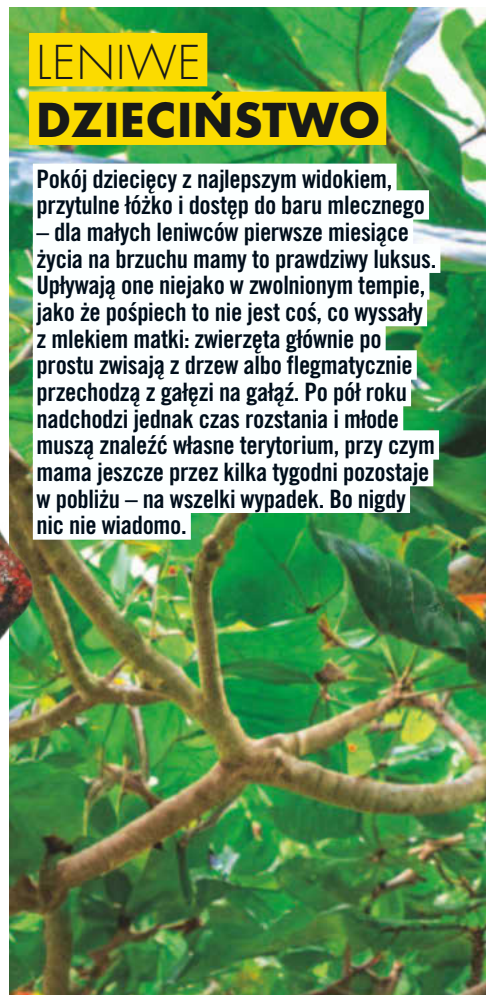 LENIWE
DZIECIŃSTWO
Pokój dziecięcy z najlepszym widokiem,
przytulne łóżko i dostęp do baru mlecznego
– dla małych leniwców pierwsze miesiące
życia na brzuchu mamy to prawdziwy luksus.
Upływają one niejako w zwolnionym tempie,
jako że pośpiech to nie jest coś, co wyssały
z mlekiem matki: zwierzęta głównie po
prostu zwisają z drzew albo flegmatycznie
przechodzą z gałęzi na gałąź. Po pół roku
nadchodzi jednak czas rozstania i młode
muszą znaleźć własne terytorium, przy czym
mama jeszcze przez kilka tygodni pozostaje
w pobliżu – na wszelki wypadek. Bo nigdy
nic nie wiadomo.